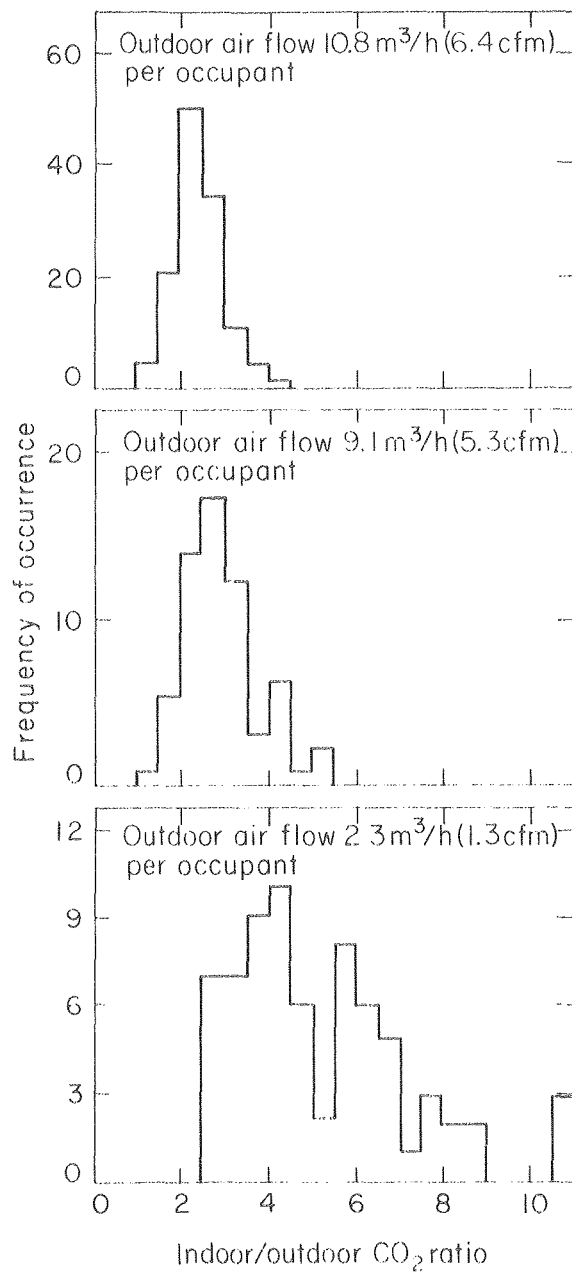 Outdoor air flow 10.8 m³/h (6.4 cfm)
per occupant
60
40
20
0
Outdoor air flow 9.1 m³/h (5.3 cfm)
per occupant
20
10
0
Frequency of occurrence
Outdoor air flow 2.3 m³/h (1.3 cfm)
per occupant
12
9
6
3
0
0 2 4 6 8 10
Indoor/outdoor CO₂ ratio